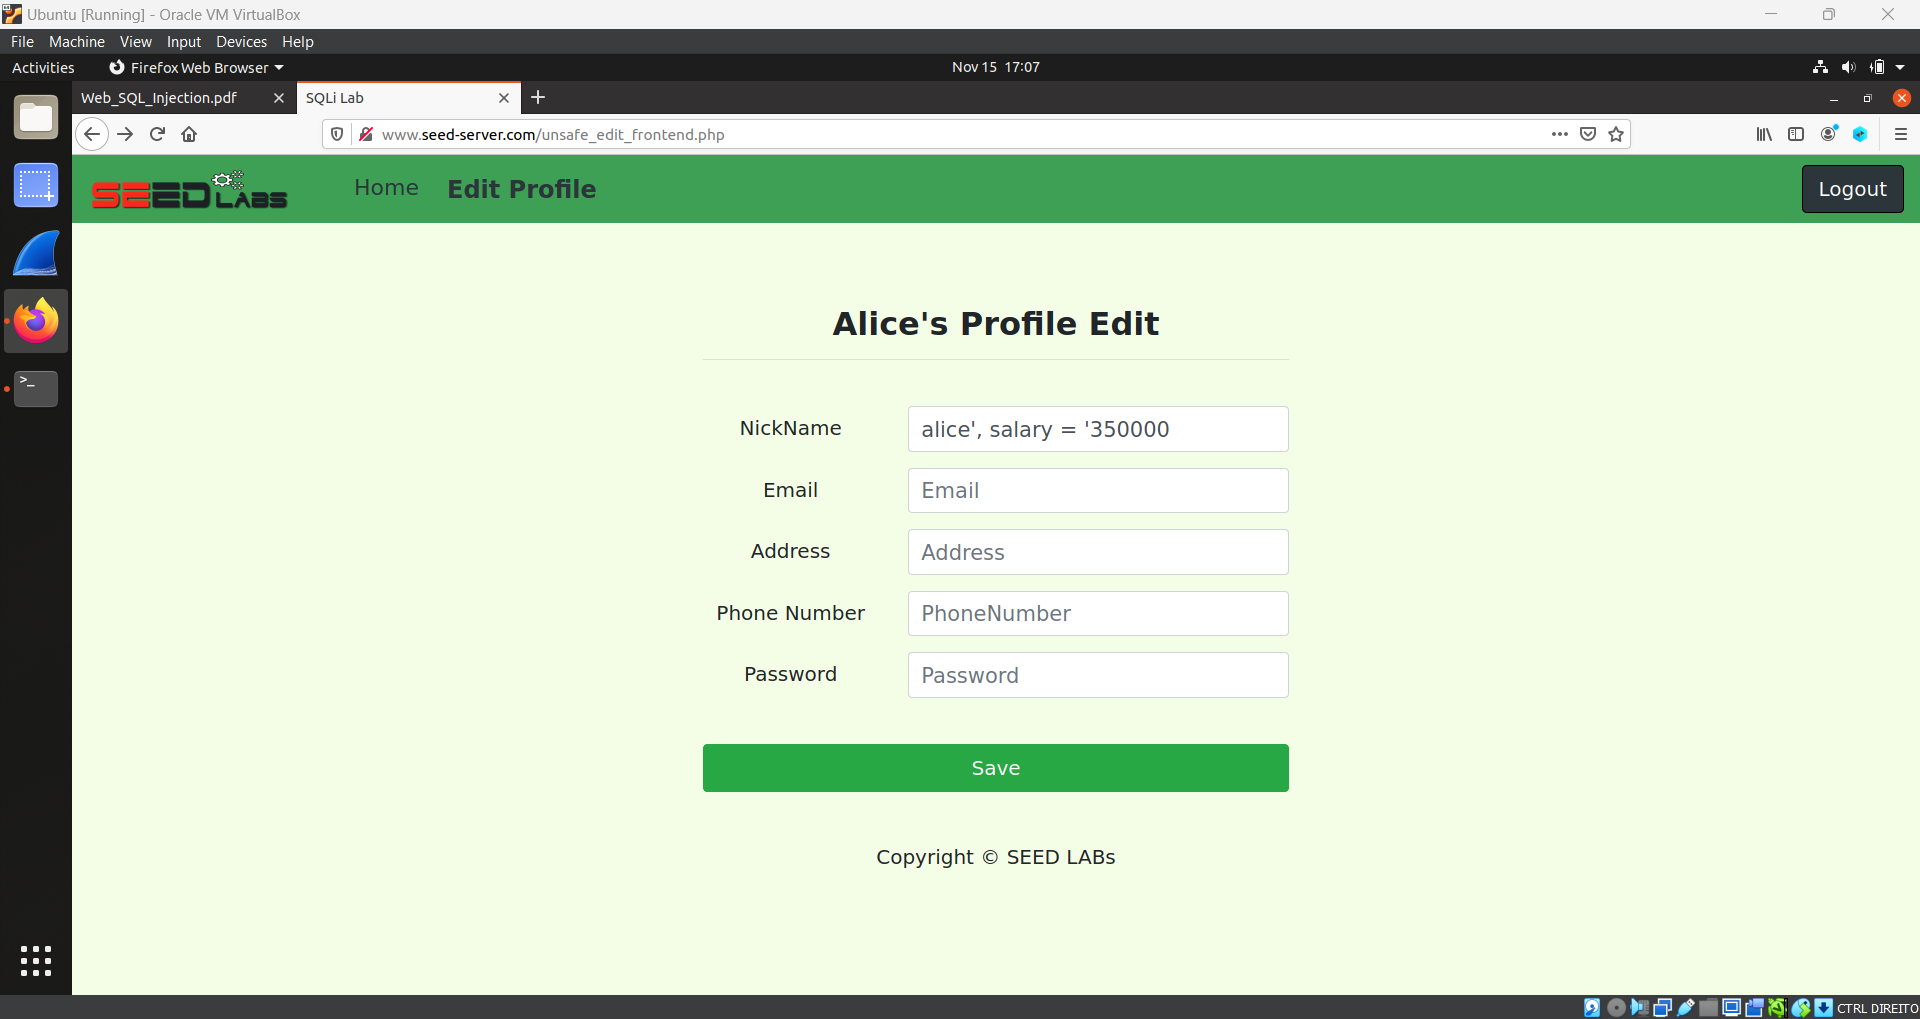 Ubuntu [Running] - Oracle VM VirtualBox
File Machine View Input Devices Help
Activities Firefox Web Browser Nov 15 17:07
Web_SQL_Injection.pdf SQLi Lab
www.seed-server.com/unsafe_edit_frontend.php
SEED LABS Home Edit Profile Logout
Alice's Profile Edit
NickName alice', salary = '350000
Email Email
Address Address
Phone Number PhoneNumber
Password Password
Save
Copyright © SEED LABs
CTRL DIREITO